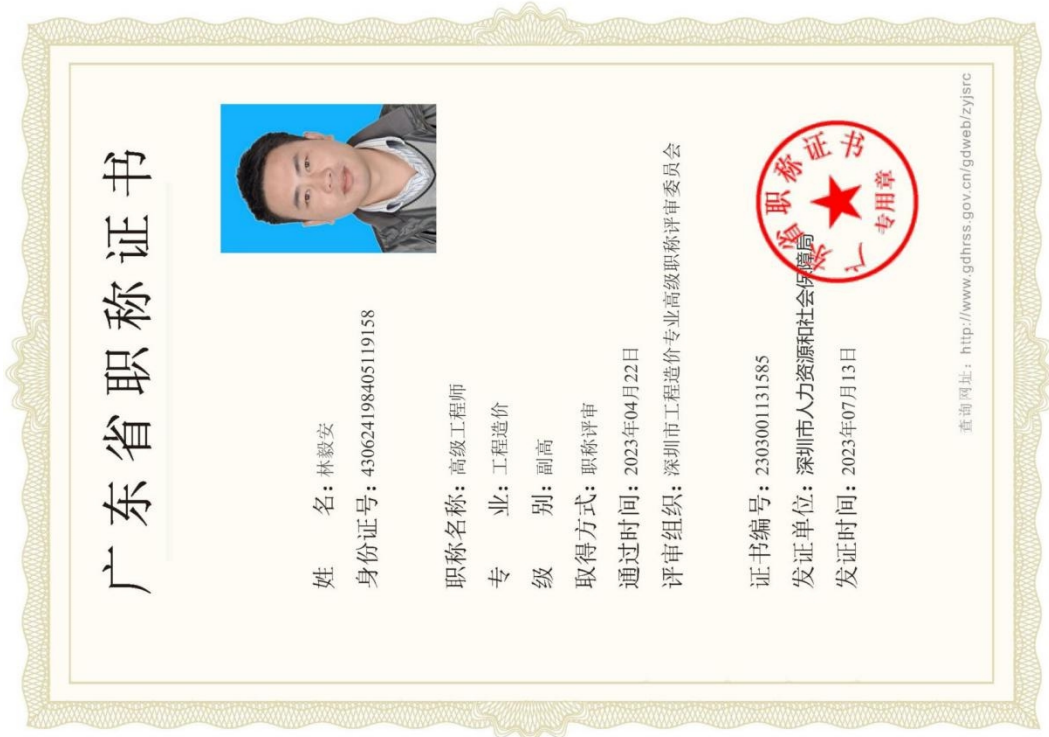 广东省职称证书
姓 名：林毅安
身份证号：430624198405119158
职称名称：高级工程师
专 业：工程造价
级 别：副高
取得方式：职称评审
通过时间：2023年04月22日
评审组织：深圳市工程造价专业高级职称评审委员会
证书编号：2303001131585
发证单位：深圳市人力资源和社会保障局
发证时间：2023年07月13日
广东省职称证书
专用章
查询网址：http://www.gdhrss.gov.cn/gdweb/zyjsrc